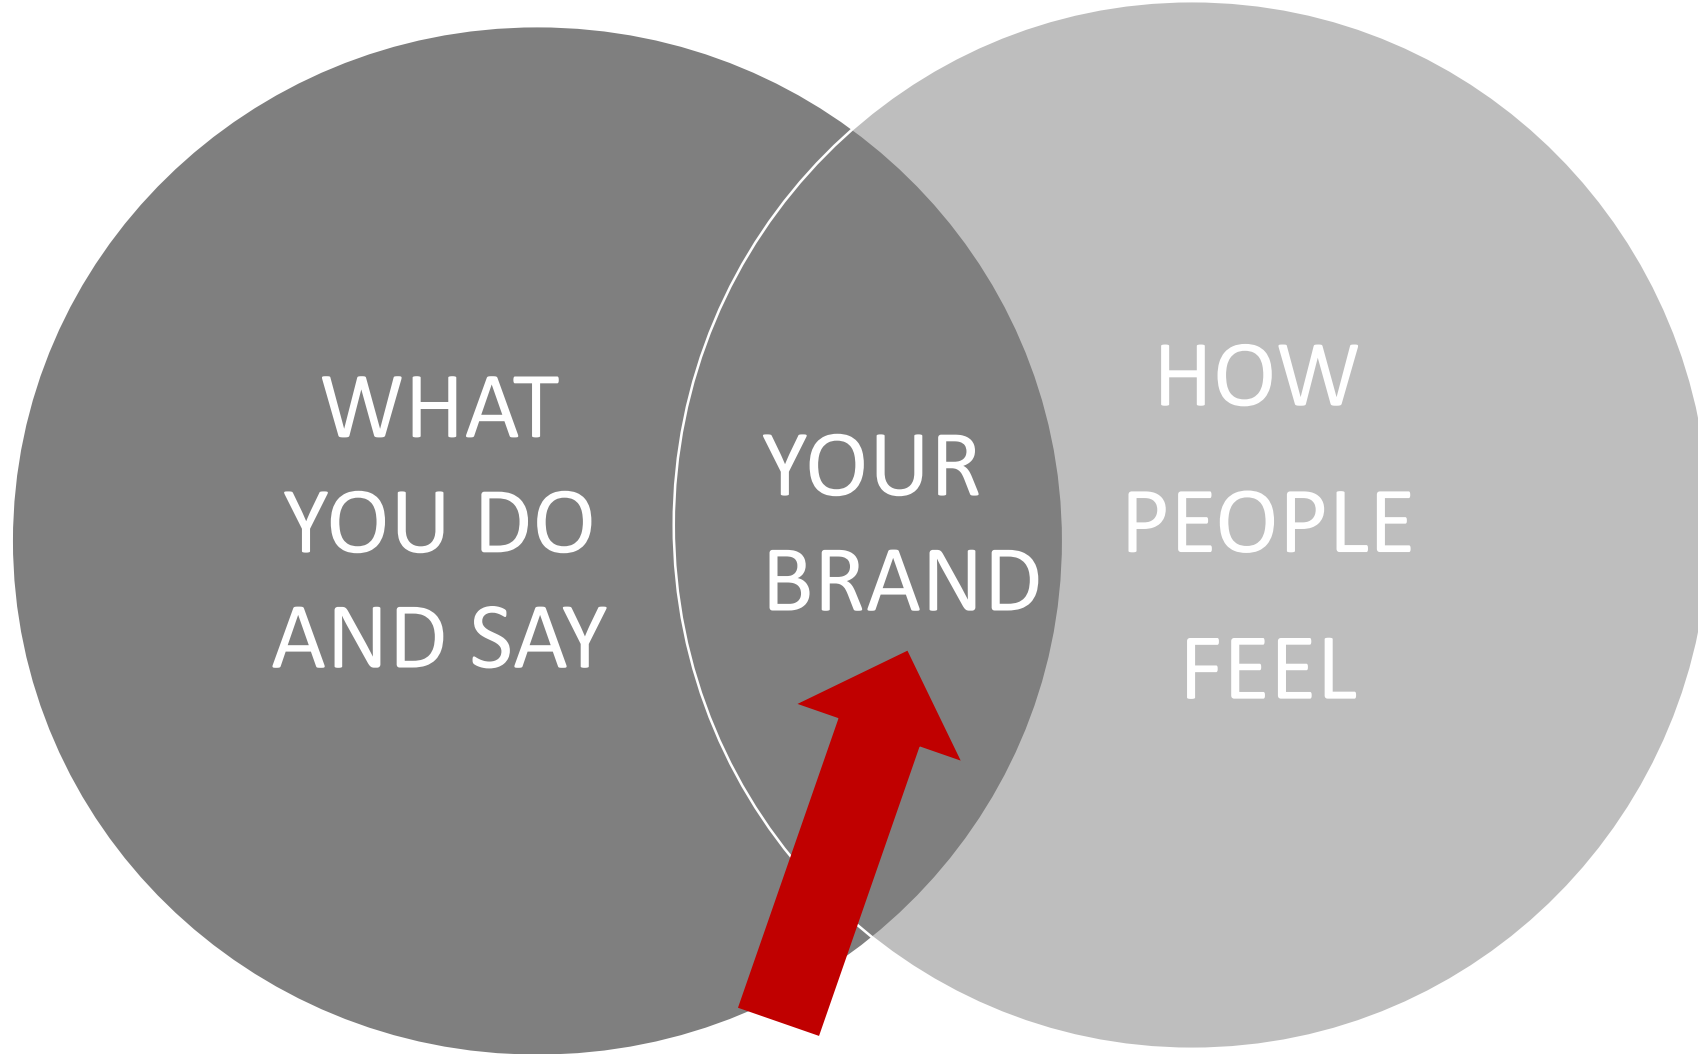 WHAT
YOU DO
AND SAY
YOUR
BRAND
HOW
PEOPLE
FEEL